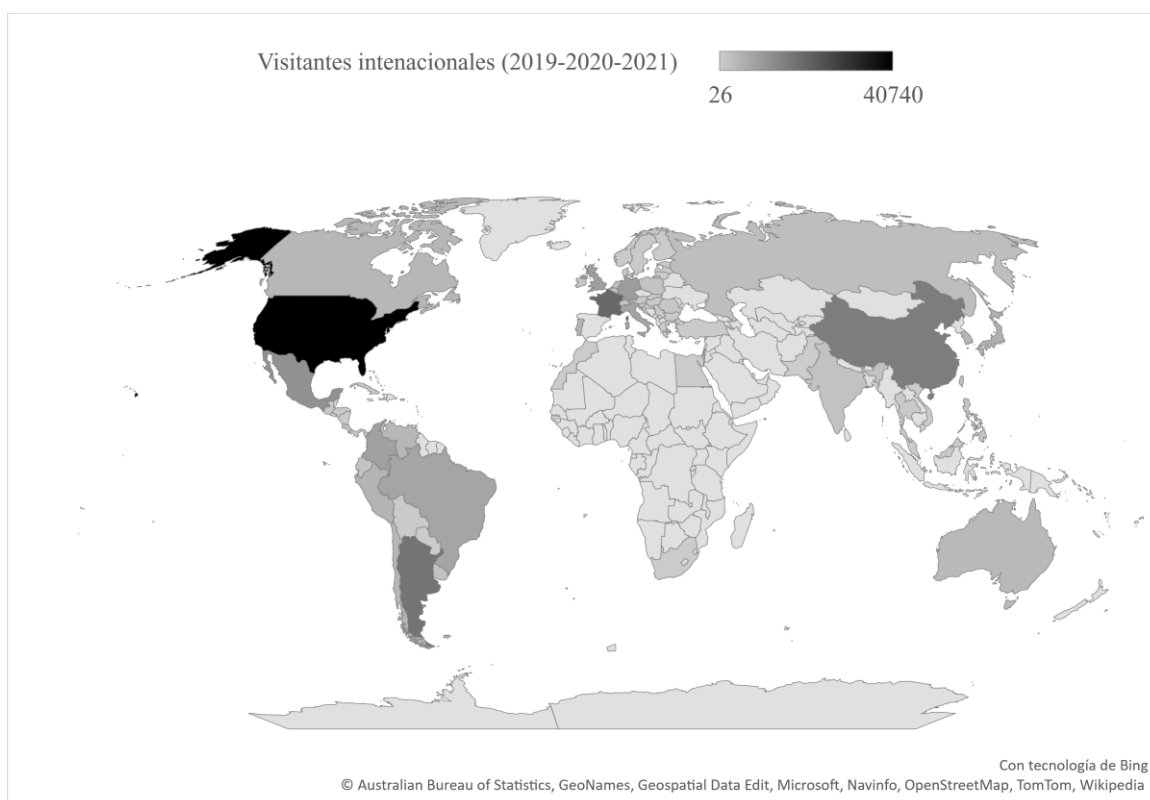 Visitantes intenacionales (2019-2020-2021)
26 40740
Con tecnología de Bing
© Australian Bureau of Statistics, GeoNames, Geospatial Data Edit, Microsoft, Navinfo, OpenStreetMap, TomTom, Wikipedia